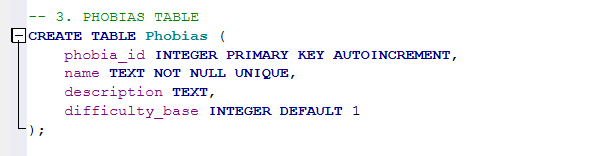 -- 3. PHOBIAS TABLE
CREATE TABLE Phobias (
    phobia_id INTEGER PRIMARY KEY AUTOINCREMENT,
    name TEXT NOT NULL UNIQUE,
    description TEXT,
    difficulty_base INTEGER DEFAULT 1
);